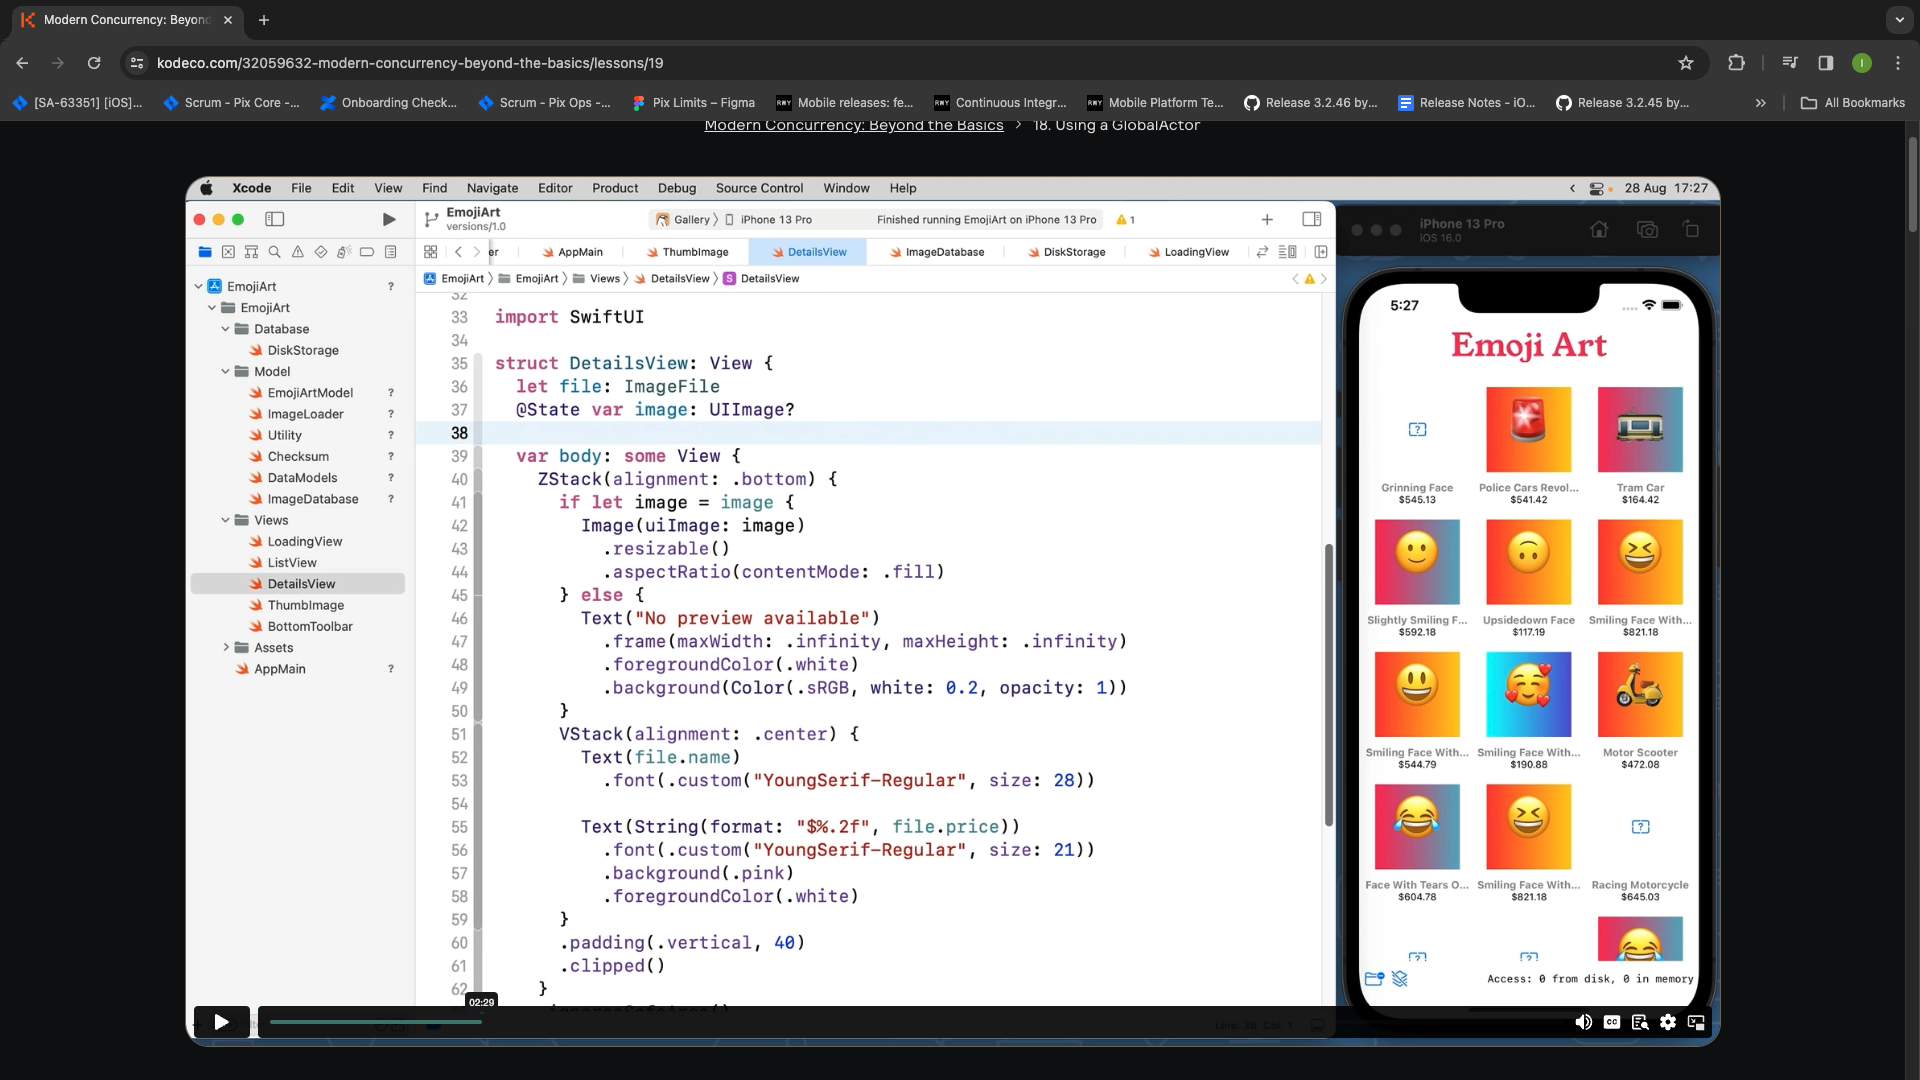 Modern Concurrency: Beyond
kodeco.com/32059632-modern-concurrency-beyond-the-basics/lessons/19
[SA-63351] [iOS]...
Scrum - Pix Core -...
Onboarding Check...
Scrum - Pix Ops -...
Pix Limits – Figma
RWY Mobile releases: fe...
RWY Continuous Integr...
RWY Mobile Platform Te...
Release 3.2.46 by...
Release Notes - iO...
Release 3.2.45 by...
»
All Bookmarks
Modern Concurrency: Beyond the Basics > 18. Using a GlobalActor
Xcode File Edit View Find Navigate Editor Product Debug Source Control Window Help
28 Aug 17:27
EmojiArt
versions/1.0
Gallery 〉 iPhone 13 Pro
Finished running EmojiArt on iPhone 13 Pro
1
er
AppMain
ThumbImage
DetailsView
ImageDatabase
DiskStorage
LoadingView
EmojiArt 〉 EmojiArt 〉 Views 〉 DetailsView 〉 S DetailsView
EmojiArt ?
EmojiArt
Database
DiskStorage
Model
EmojiArtModel ?
ImageLoader ?
Utility ?
Checksum ?
DataModels ?
ImageDatabase ?
Views
LoadingView
ListView
DetailsView
ThumbImage
BottomToolbar
Assets
AppMain ?
32
33 import SwiftUI
34
35 struct DetailsView: View {
36 let file: ImageFile
37 @State var image: UIImage?
38
39 var body: some View {
40 ZStack(alignment: .bottom) {
41 if let image = image {
42 Image(uiImage: image)
43 .resizable()
44 .aspectRatio(contentMode: .fill)
45 } else {
46 Text("No preview available")
47 .frame(maxWidth: .infinity, maxHeight: .infinity)
48 .foregroundColor(.white)
49 .background(Color(.sRGB, white: 0.2, opacity: 1))
50 }
51 VStack(alignment: .center) {
52 Text(file.name)
53 .font(.custom("YoungSerif-Regular", size: 28))
54
55 Text(String(format: "$%.2f", file.price))
56 .font(.custom("YoungSerif-Regular", size: 21))
57 .background(.pink)
58 .foregroundColor(.white)
59 }
60 .padding(.vertical, 40)
61 .clipped()
62 }
02:29
Line: 38 Col: 1
iPhone 13 Pro
iOS 16.0
5:27
Emoji Art
Grinning Face
$545.13
Police Cars Revol...
$541.42
Tram Car
$164.42
Slightly Smiling F...
$592.18
Upsidedown Face
$117.19
Smiling Face With...
$821.18
Smiling Face With...
$544.79
Smiling Face With...
$190.88
Motor Scooter
$472.08
Face With Tears O...
$604.78
Smiling Face With...
$821.18
Racing Motorcycle
$645.03
Access: 0 from disk, 0 in memory
CC